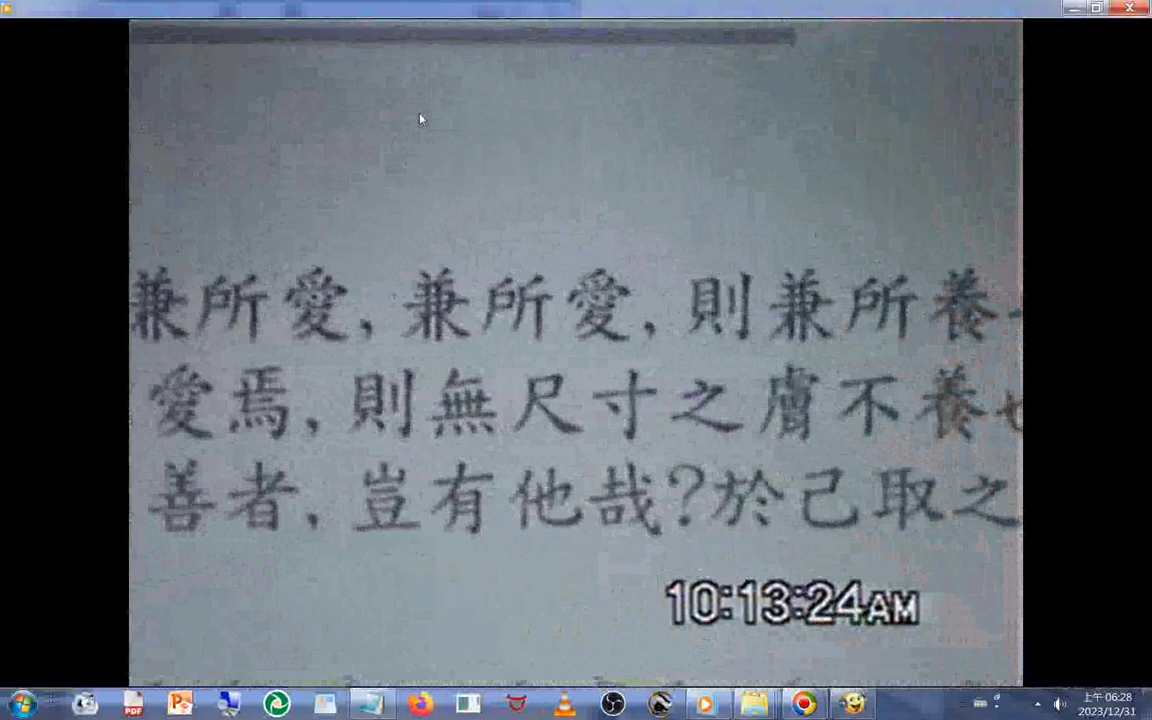 兼所愛,兼所愛,則兼所養
愛焉,則無尺寸之膚不養也
善者,豈有他哉?於己取之
10:13:24AM
上午 06:28
2023/12/31